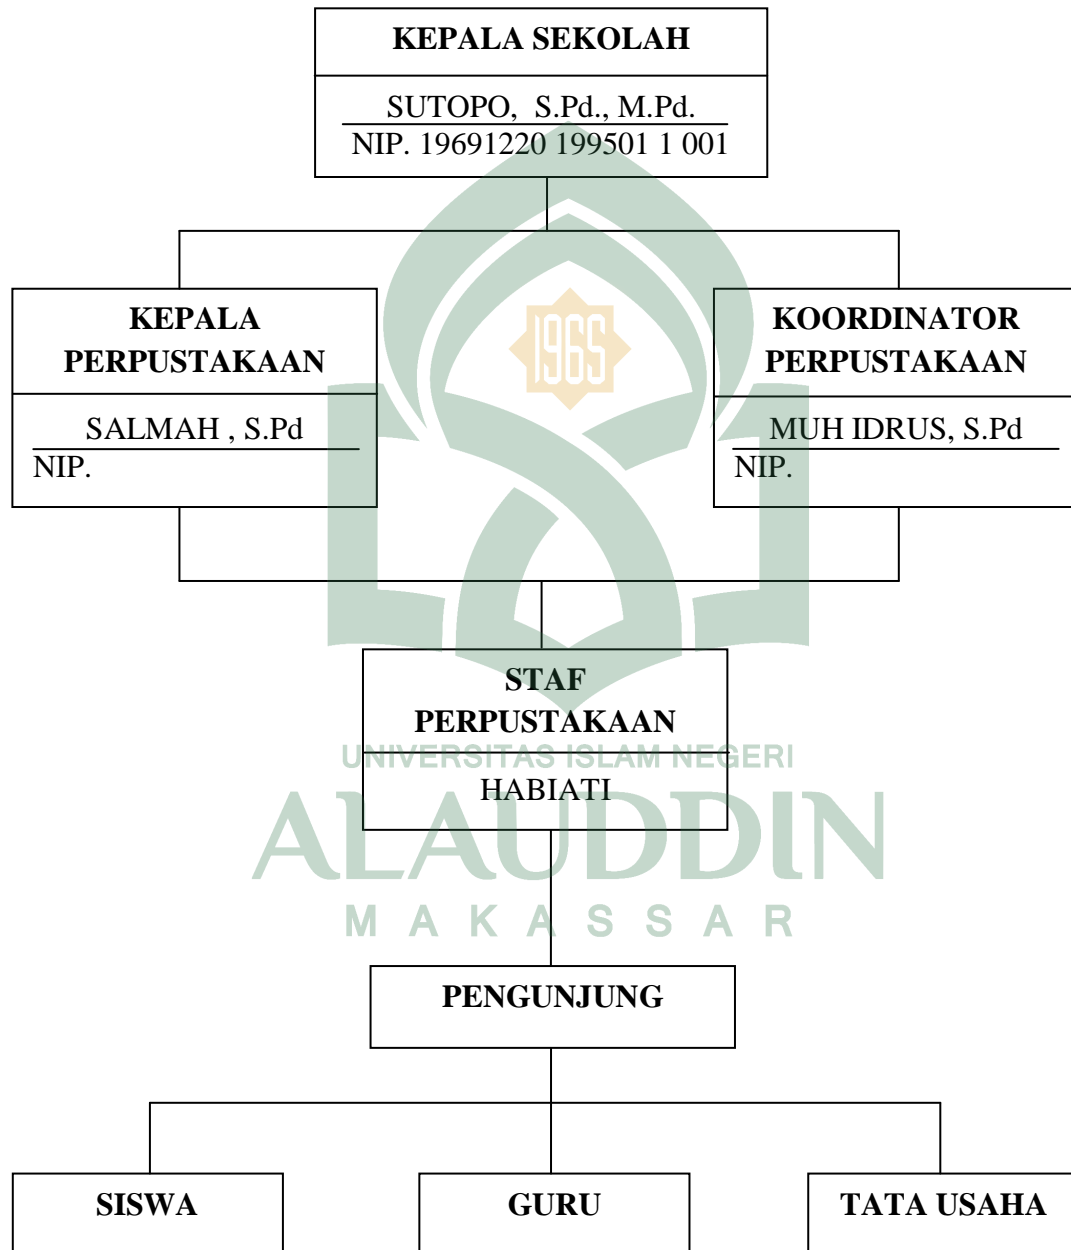 KEPALA SEKOLAH
SUTOPO, S.Pd., M.Pd.
NIP. 19691220 199501 1 001
1965
KEPALA
PERPUSTAKAAN
SALMAH , S.Pd
NIP.
KOORDINATOR
PERPUSTAKAAN
MUH IDRUS, S.Pd
NIP.
STAF
PERPUSTAKAAN
UNIVERSITAS ISLAM NEGERI
HABIATI
ALAUDDIN
MAKASSAR
PENGUNJUNG
SISWA
GURU
TATA USAHA